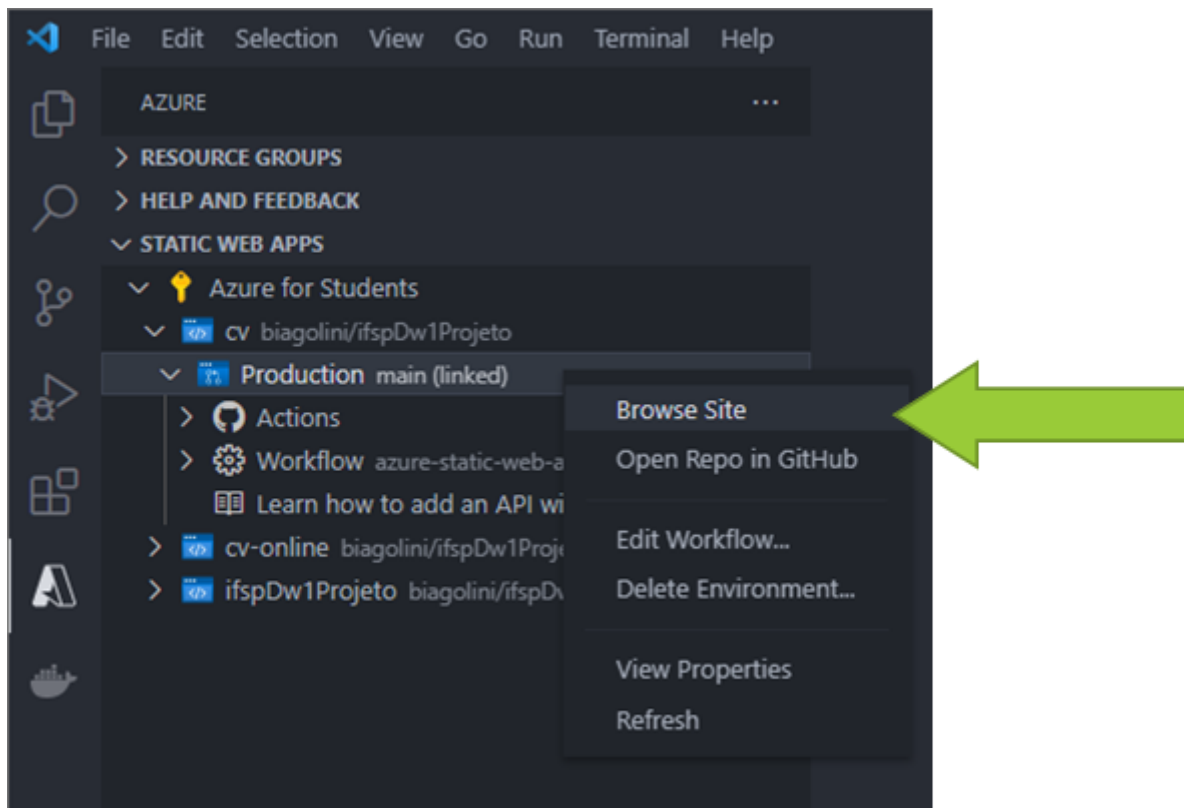 File Edit Selection View Go Run Terminal Help
AZURE
RESOURCE GROUPS
HELP AND FEEDBACK
STATIC WEB APPS
Azure for Students
cv biagolini/ifspDw1Projeto
Production main (linked)
Actions
Workflow azure-static-web-a
Learn how to add an API wi
cv-online biagolini/ifspDw1Proje
ifspDw1Projeto biagolini/ifspDw
Browse Site
Open Repo in GitHub
Edit Workflow...
Delete Environment...
View Properties
Refresh